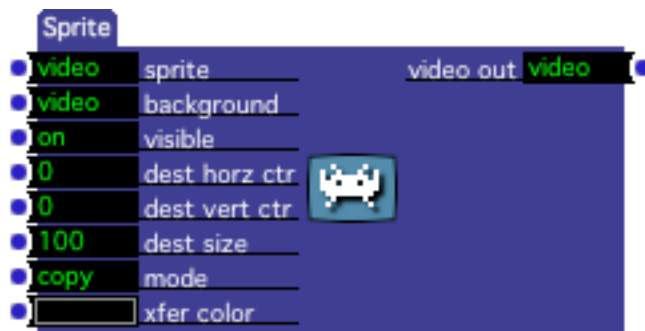 Sprite
video sprite video out video
video background
on visible
0 dest horz ctr
0 dest vert ctr
100 dest size
copy mode
xfer color